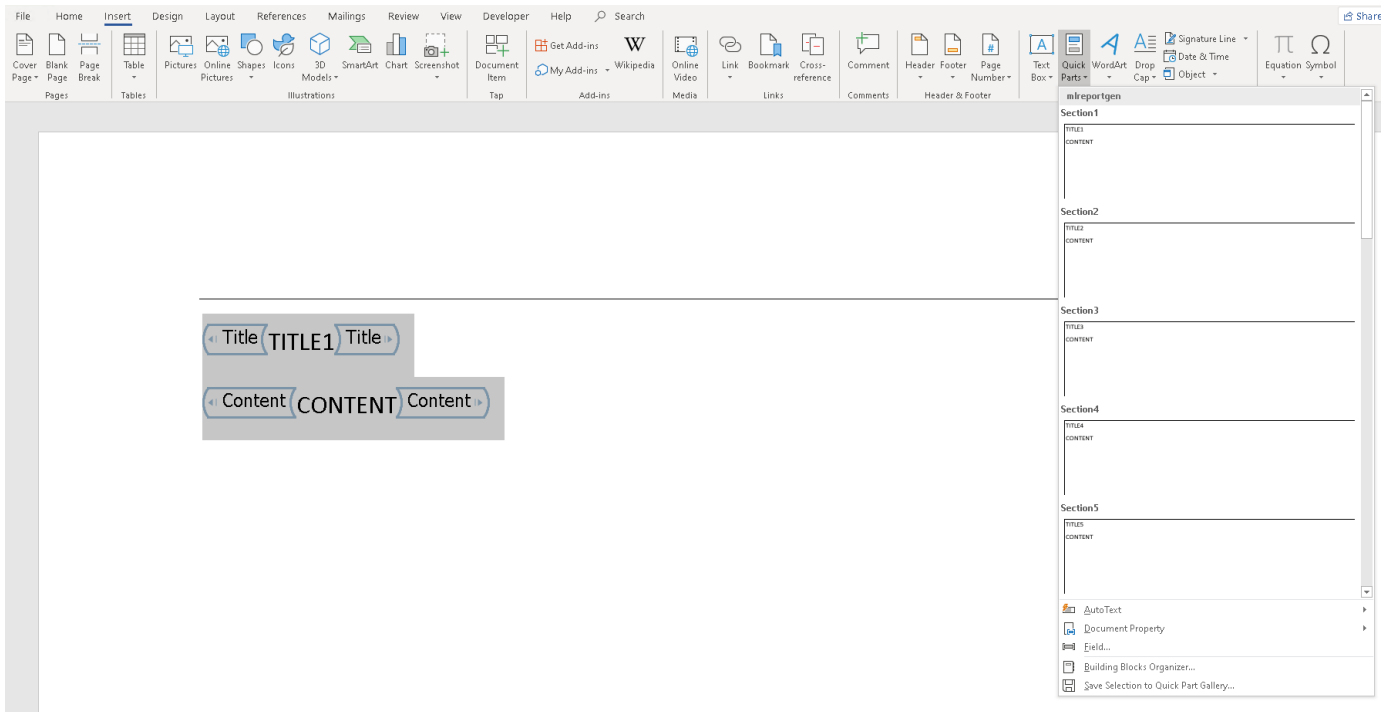 File Home Insert Design Layout References Mailings Review View Developer Help Search Share
Cover Page Blank Page Page Break Table Pictures Online Pictures Shapes Icons 3D Models SmartArt Chart Screenshot Document Item Get Add-ins My Add-ins Wikipedia Online Video Link Bookmark Cross-reference Comment Header Footer Page Number Text Box Quick Parts WordArt Drop Cap Signature Line Date & Time Object Equation Symbol
Pages Tables Illustrations Tap Add-ins Media Links Comments Header & Footer
mlreportgen
Section1
TITLE1
CONTENT
Section2
TITLE2
CONTENT
Section3
TITLE3
CONTENT
Section4
TITLE4
CONTENT
Section5
TITLE5
CONTENT
AutoText
Document Property
Field...
Building Blocks Organizer...
Save Selection to Quick Part Gallery...
Title TITLE1 Title
Content CONTENT Content